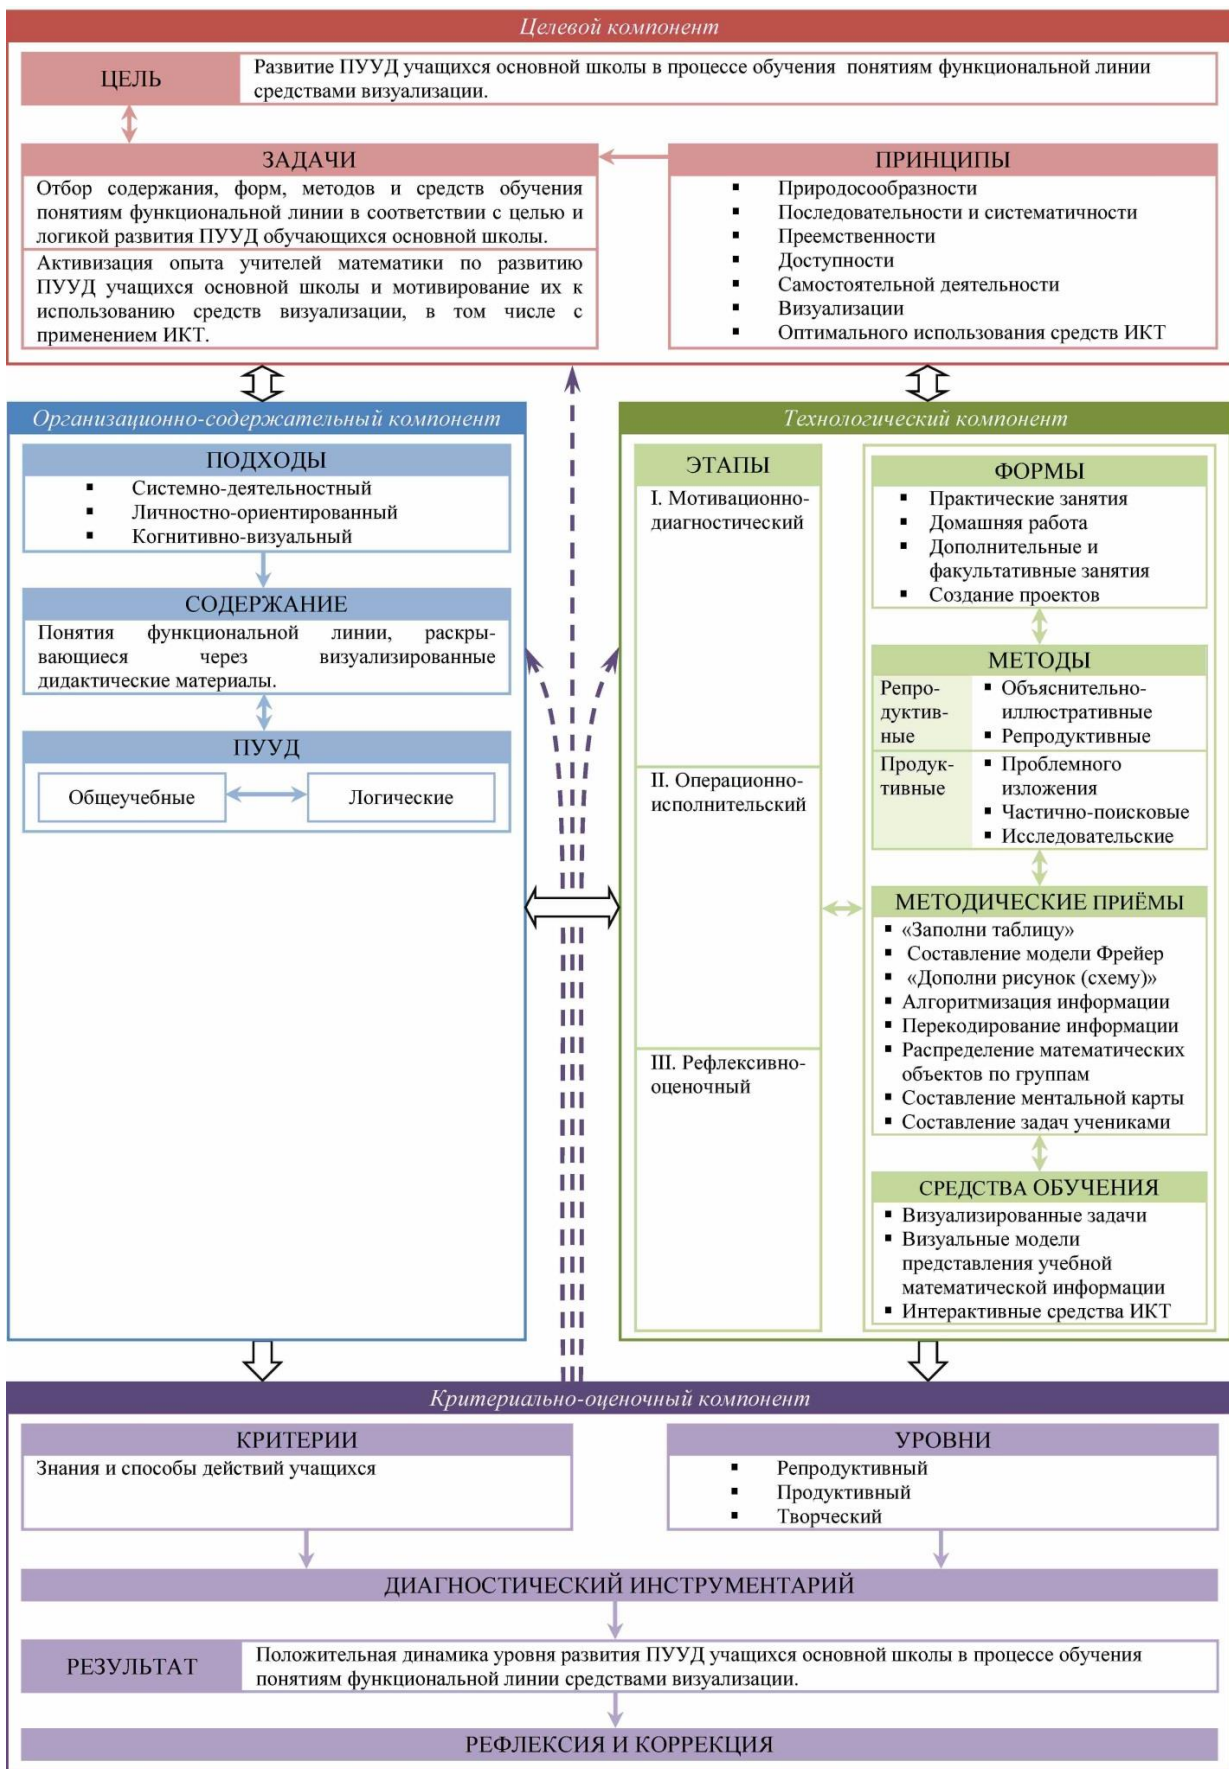 Целевой компонент
ЦЕЛЬ
Развитие ПУУД учащихся основной школы в процессе обучения понятиям функциональной линии
средствами визуализации.
ЗАДАЧИ
Отбор содержания, форм, методов и средств обучения
понятиям функциональной линии в соответствии с целью и
логикой развития ПУУД обучающихся основной школы.
Активизация опыта учителей математики по развитию
ПУУД учащихся основной школы и мотивирование их к
использованию средств визуализации, в том числе с
применением ИКТ.
ПРИНЦИПЫ
▪ Природосообразности
▪ Последовательности и систематичности
▪ Преемственности
▪ Доступности
▪ Самостоятельной деятельности
▪ Визуализации
▪ Оптимального использования средств ИКТ
Организационно-содержательный компонент
ПОДХОДЫ
▪ Системно-деятельностный
▪ Личностно-ориентированный
▪ Когнитивно-визуальный
СОДЕРЖАНИЕ
Понятия функциональной линии, раскры-
вающиеся через визуализированные
дидактические материалы.
ПУУД
Общеучебные
Логические
Технологический компонент
ЭТАПЫ
I. Мотивационно-
диагностический
II. Операционно-
исполнительский
III. Рефлексивно-
оценочный
ФОРМЫ
▪ Практические занятия
▪ Домашняя работа
▪ Дополнительные и
факультативные занятия
▪ Создание проектов
МЕТОДЫ
Репро-
дуктив-
ные
▪ Объяснительно-
иллюстративные
▪ Репродуктивные
Продук-
тивные
▪ Проблемного
изложения
▪ Частично-поисковые
▪ Исследовательские
МЕТОДИЧЕСКИЕ ПРИЁМЫ
▪ «Заполни таблицу»
▪ Составление модели Фрейер
▪ «Дополни рисунок (схему)»
▪ Алгоритмизация информации
▪ Перекодирование информации
▪ Распределение математических
объектов по группам
▪ Составление ментальной карты
▪ Составление задач учениками
СРЕДСТВА ОБУЧЕНИЯ
▪ Визуализированные задачи
▪ Визуальные модели
представления учебной
математической информации
▪ Интерактивные средства ИКТ
Критериально-оценочный компонент
КРИТЕРИИ
Знания и способы действий учащихся
УРОВНИ
▪ Репродуктивный
▪ Продуктивный
▪ Творческий
ДИАГНОСТИЧЕСКИЙ ИНСТРУМЕНТАРИЙ
РЕЗУЛЬТАТ
Положительная динамика уровня развития ПУУД учащихся основной школы в процессе обучения
понятиям функциональной линии средствами визуализации.
РЕФЛЕКСИЯ И КОРРЕКЦИЯ